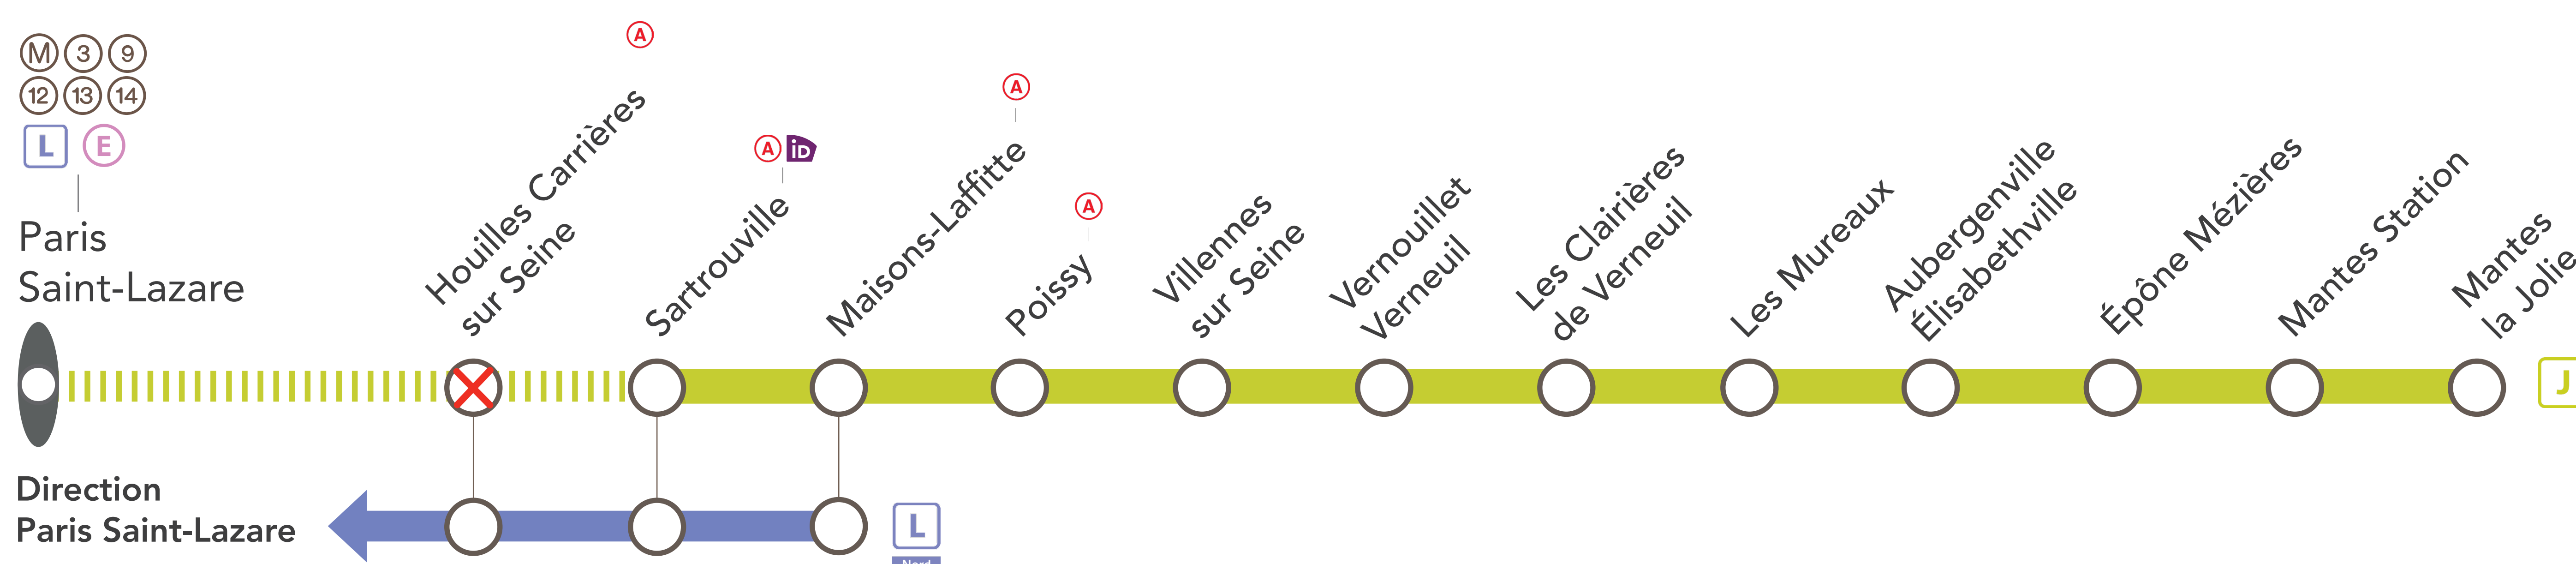 M 3 9
12 13 14
L E
Paris
Saint-Lazare
A
Houilles Carrières
sur Seine
A iD
Sartrouville
A
Maisons-Laffitte
A
Poissy
Villennes
sur Seine
Vernouillet
Verneuil
Les Clairières
de Verneuil
Les Mureaux
Aubergenville
Élisabethville
Épône Mézières
Mantes Station
Mantes
la Jolie
J
Direction
Paris Saint-Lazare
L
Nord